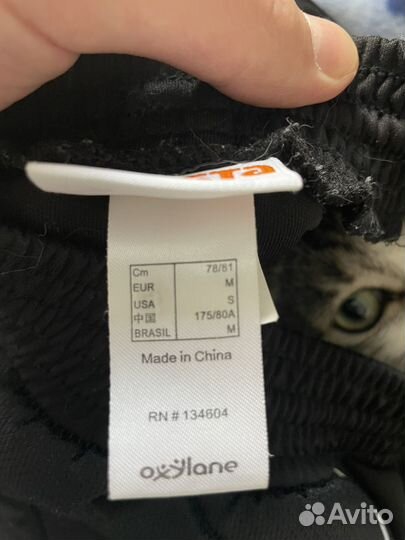 Cm 78/81
EUR M
USA S
中国 175/80A
BRASIL M
Made in China
RN # 134604
oxylane
Avito